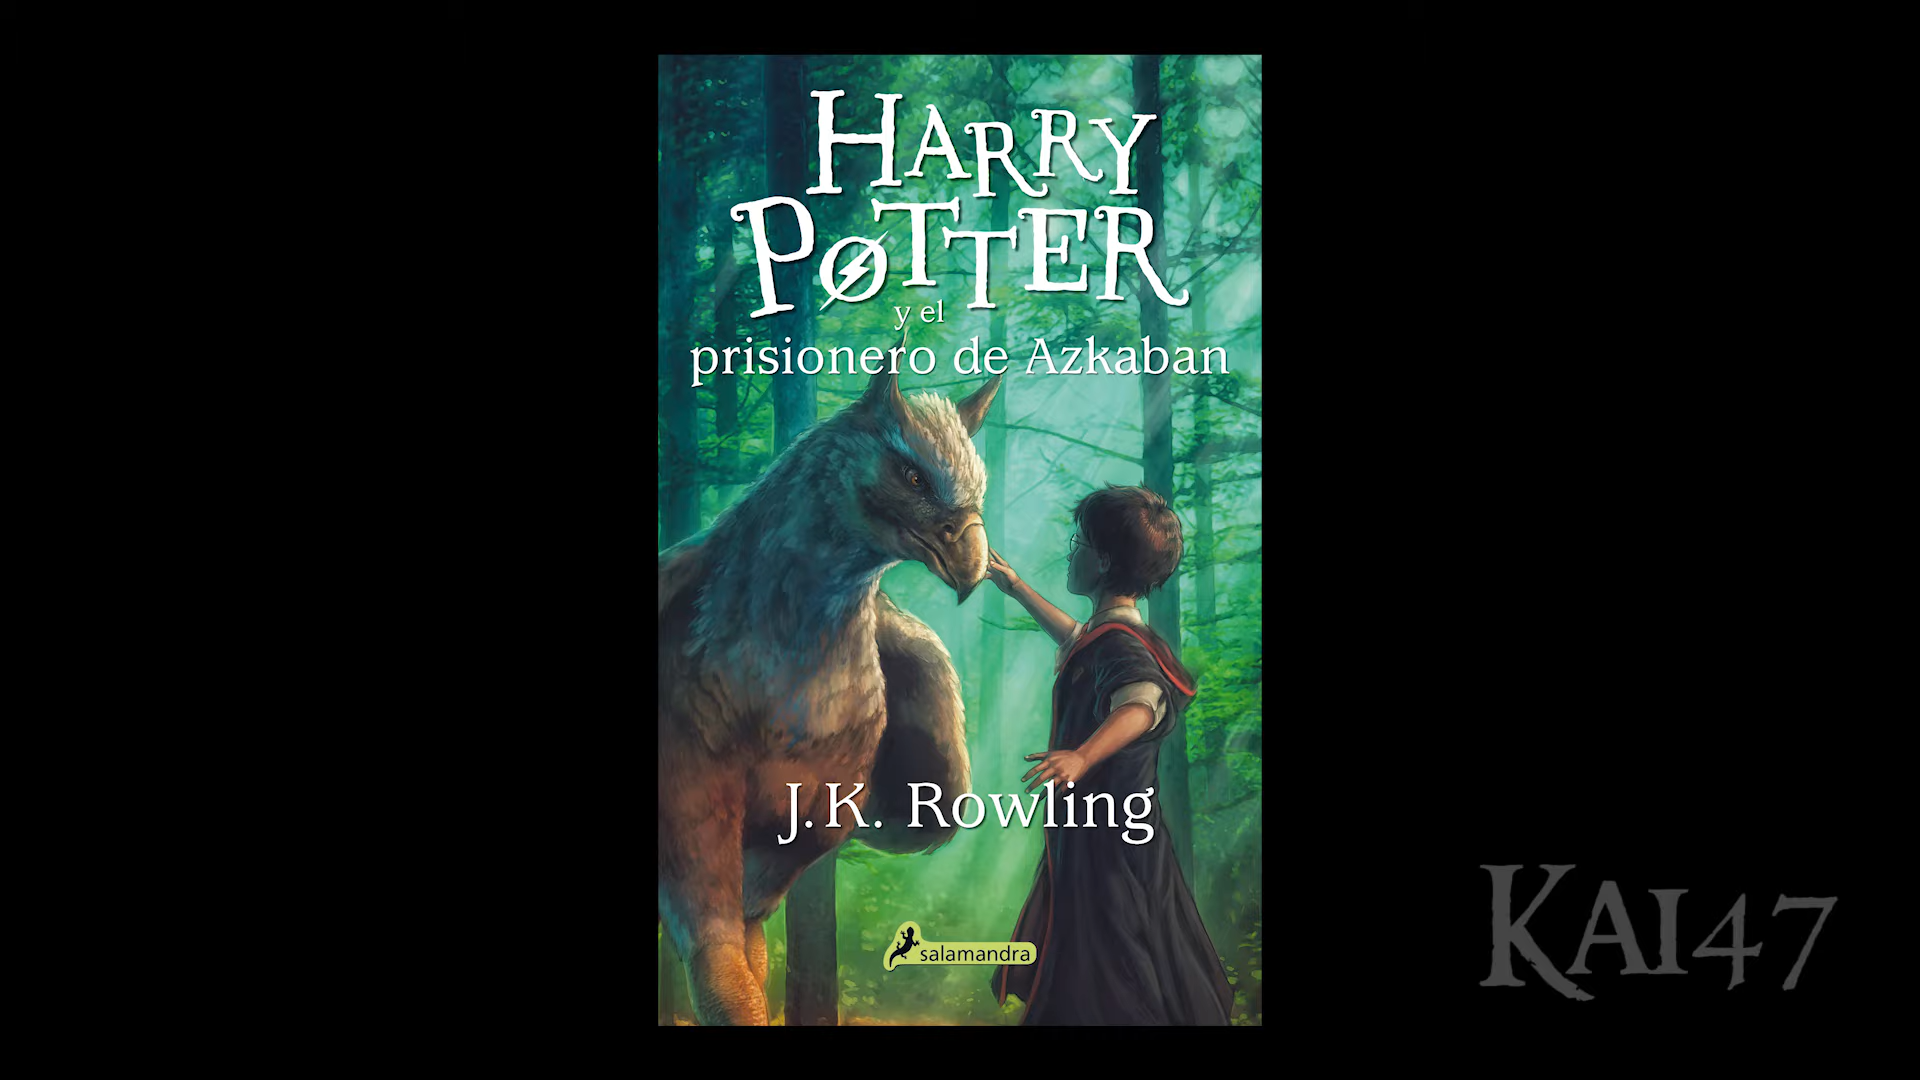 HARRY
POTTER
y el
prisionero de Azkaban
J.K. Rowling
salamandra
KAI47